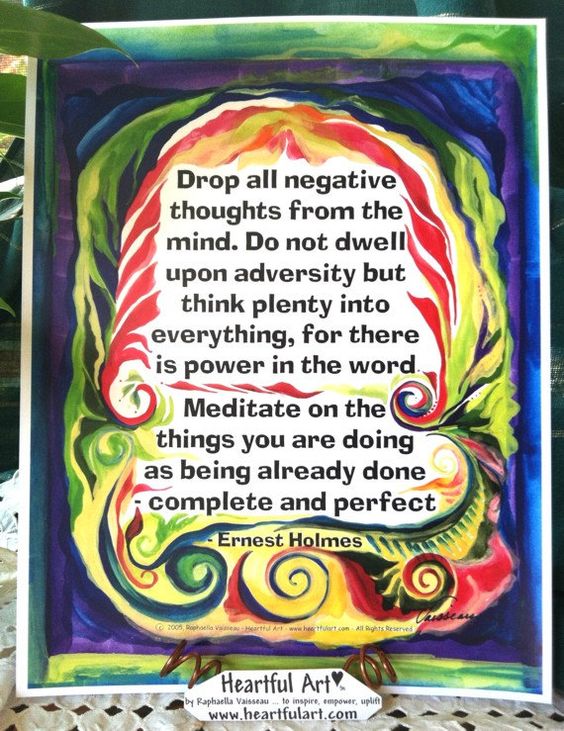 Drop all negative
thoughts from the
mind. Do not dwell
upon adversity but
think plenty into
everything, for there
is power in the word
Meditate on the
things you are doing
as being already done
- complete and perfect
- Ernest Holmes
© 2005, Raphaella Vaisseau - Heartful Art - www.heartfulart.com - All Rights Reserved
Vaisseau
Heartful Art™
by Raphaella Vaisseau ... to inspire, empower, uplift
www.heartfulart.com